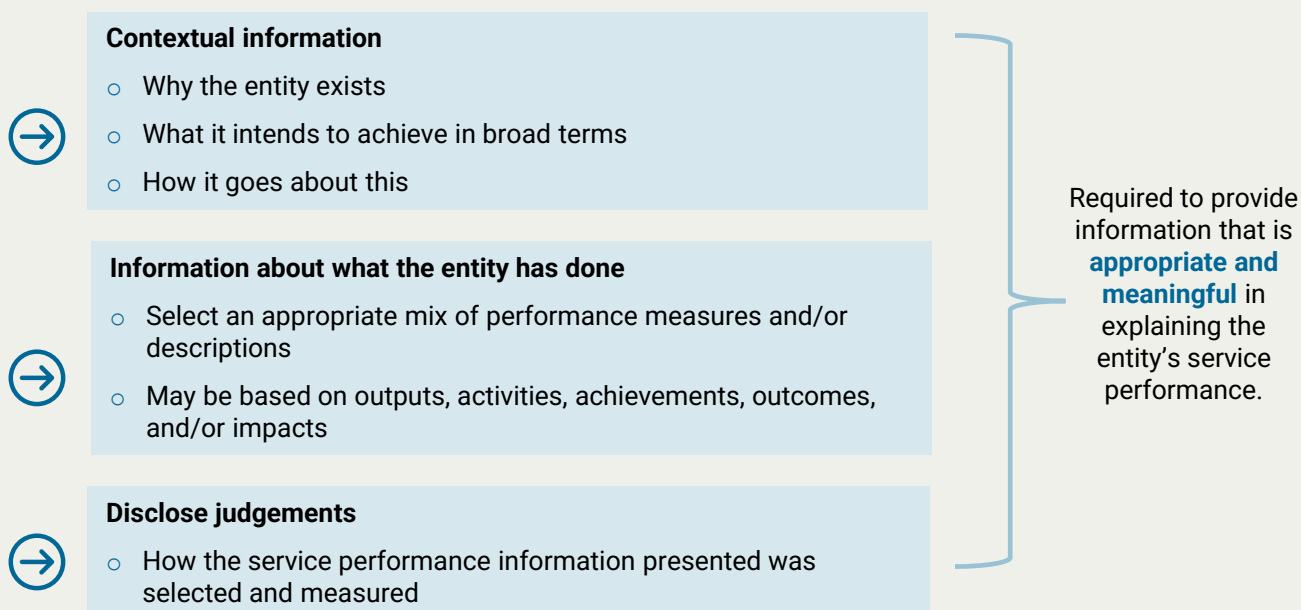 Contextual information
○ Why the entity exists
○ What it intends to achieve in broad terms
○ How it goes about this
Information about what the entity has done
○ Select an appropriate mix of performance measures and/or
descriptions
○ May be based on outputs, activities, achievements, outcomes,
and/or impacts
Disclose judgements
○ How the service performance information presented was
selected and measured
Required to provide
information that is
appropriate and
meaningful in
explaining the
entity’s service
performance.